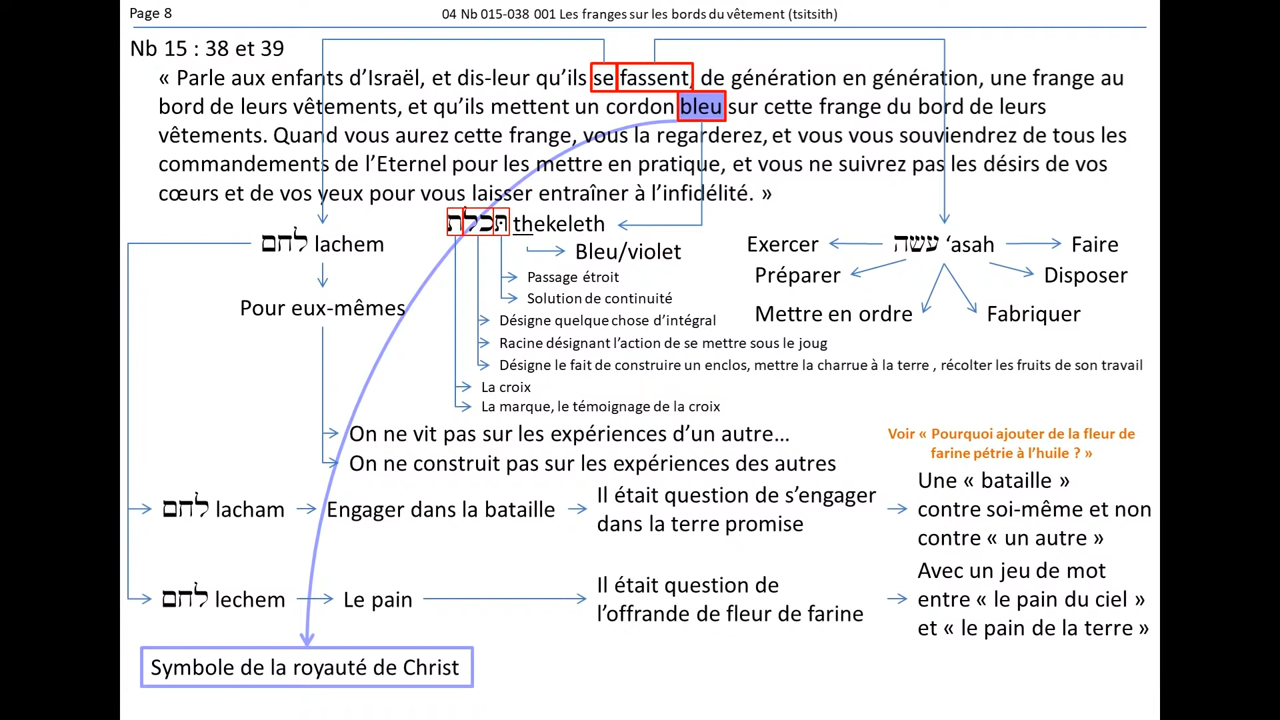 Page 8
04 Nb 015-038 001 Les franges sur les bords du vêtement (tsitsith)
Nb 15 : 38 et 39
« Parle aux enfants d’Israël, et dis-leur qu’ils se fassent, de génération en génération, une frange au
bord de leurs vêtements, et qu’ils mettent un cordon bleu sur cette frange du bord de leurs
vêtements. Quand vous aurez cette frange, vous la regarderez, et vous vous souviendrez de tous les
commandements de l’Eternel pour les mettre en pratique, et vous ne suivrez pas les désirs de vos
cœurs et de vos yeux pour vous laisser entraîner à l’infidélité. »
תּכלת thekeleth
Bleu/violet
Passage étroit
Solution de continuité
Désigne quelque chose d’intégral
Racine désignant l’action de se mettre sous le joug
Désigne le fait de construire un enclos, mettre la charrue à la terre , récolter les fruits de son travail
La croix
La marque, le témoignage de la croix
להם lachem
Pour eux-mêmes
Exercer
עשה ‘asah
Faire
Préparer
Disposer
Mettre en ordre
Fabriquer
On ne vit pas sur les expériences d’un autre…
On ne construit pas sur les expériences des autres
Voir « Pourquoi ajouter de la fleur de
farine pétrie à l’huile ? »
לחם lacham
Engager dans la bataille
Il était question de s’engager
dans la terre promise
Une « bataille »
contre soi-même et non
contre « un autre »
לחם lechem
Le pain
Il était question de
l’offrande de fleur de farine
Avec un jeu de mot
entre « le pain du ciel »
et « le pain de la terre »
Symbole de la royauté de Christ